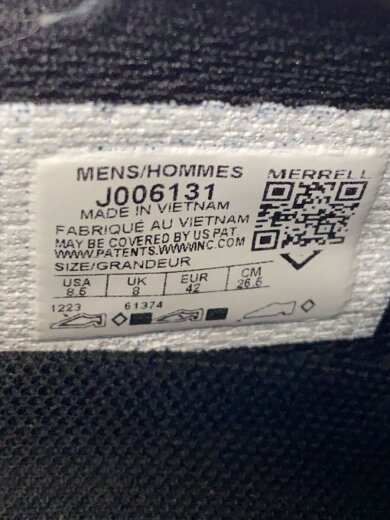 MENS/HOMMES MERRELL
J006131
MADE IN VIETNAM
FABRIQUÉ AU VIETNAM
MAY BE COVERED BY US PAT
WWW.PATENTS.WWWINC.COM
SIZE/GRANDEUR
USA UK EUR CM
8.5 8 42 26.5
1223 61374